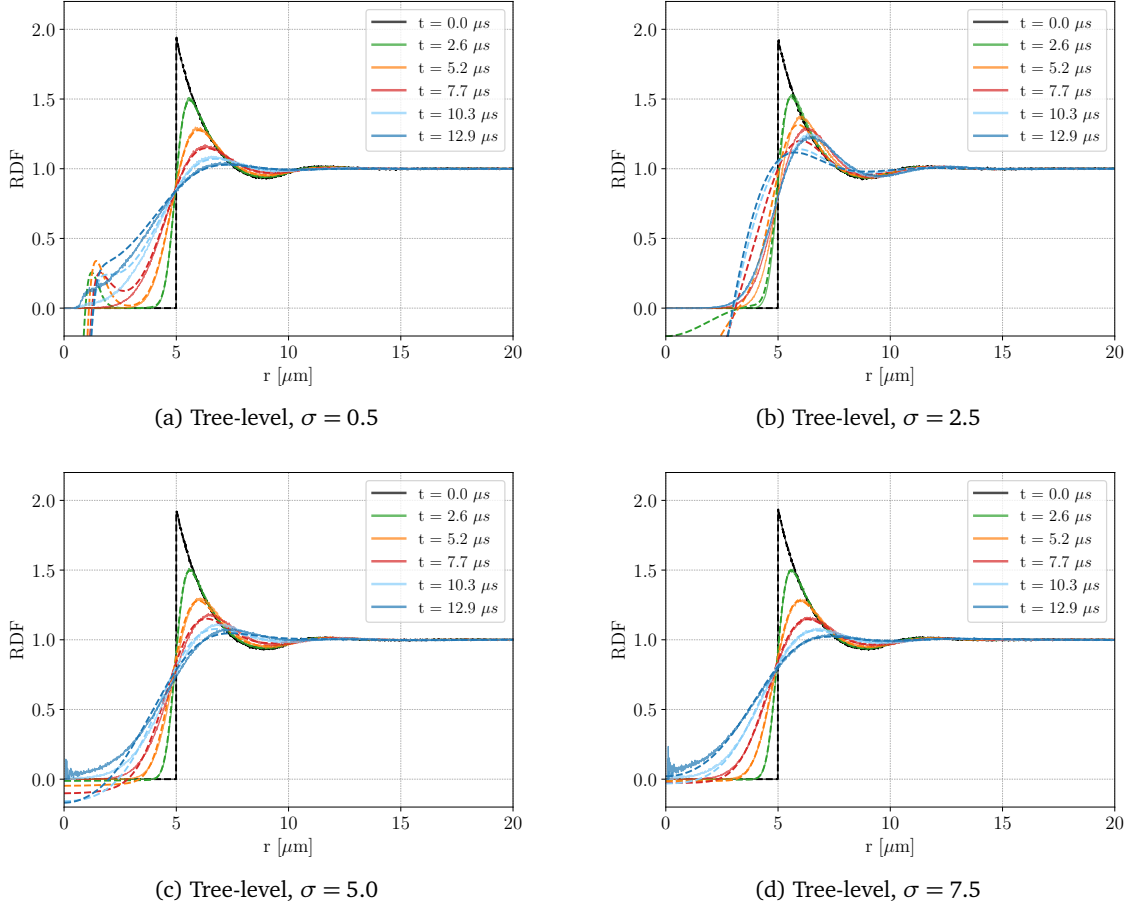 2.0
1.5
1.0
0.5
0.0
RDF
t = 0.0 μs
t = 2.6 μs
t = 5.2 μs
t = 7.7 μs
t = 10.3 μs
t = 12.9 μs
0 5 10 15 20
r [μm]
(a) Tree-level, σ = 0.5
2.0
1.5
1.0
0.5
0.0
RDF
t = 0.0 μs
t = 2.6 μs
t = 5.2 μs
t = 7.7 μs
t = 10.3 μs
t = 12.9 μs
0 5 10 15 20
r [μm]
(b) Tree-level, σ = 2.5
2.0
1.5
1.0
0.5
0.0
RDF
t = 0.0 μs
t = 2.6 μs
t = 5.2 μs
t = 7.7 μs
t = 10.3 μs
t = 12.9 μs
0 5 10 15 20
r [μm]
(c) Tree-level, σ = 5.0
2.0
1.5
1.0
0.5
0.0
RDF
t = 0.0 μs
t = 2.6 μs
t = 5.2 μs
t = 7.7 μs
t = 10.3 μs
t = 12.9 μs
0 5 10 15 20
r [μm]
(d) Tree-level, σ = 7.5